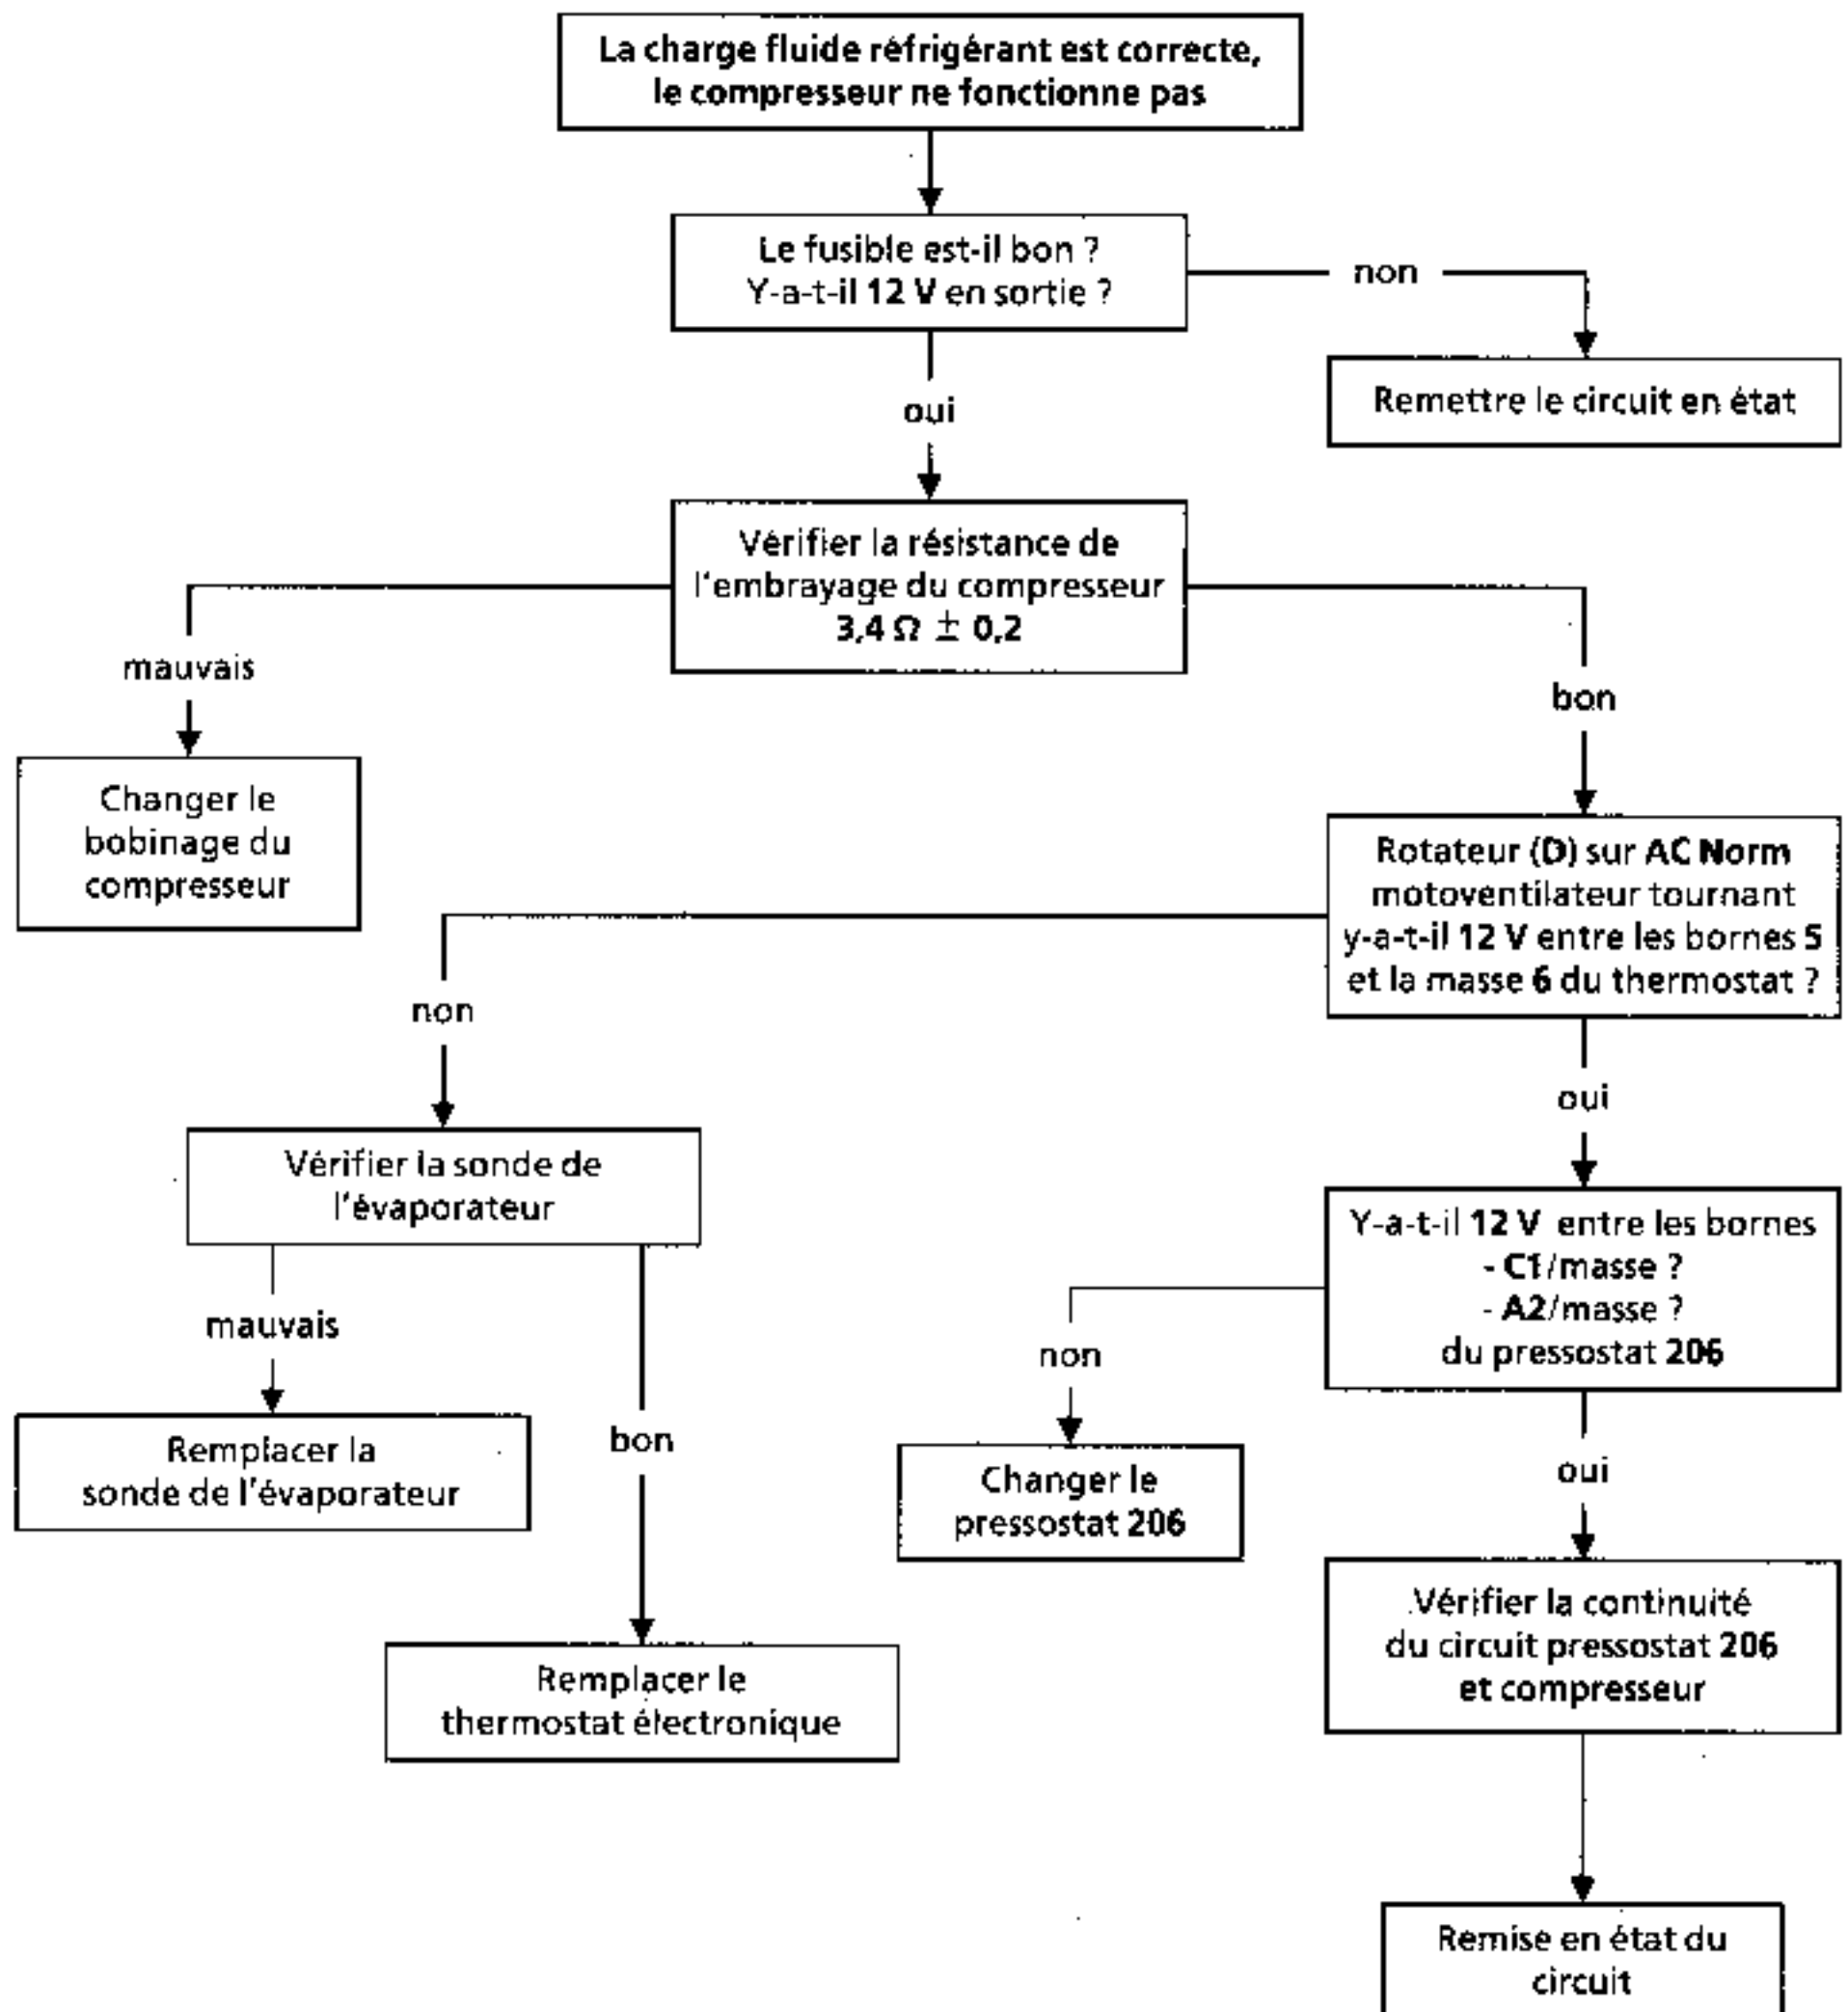 La charge fluide réfrigérant est correcte,
le compresseur ne fonctionne pas
Le fusible est-il bon ?
Y-a-t-il 12 V en sortie ?
non
Remettre le circuit en état
oui
Vérifier la résistance de
l'embrayage du compresseur
3,4 Ω ± 0,2
mauvais
bon
Changer le
bobinage du
compresseur
Rotateur (D) sur AC Norm
motoventilateur tournant
y-a-t-il 12 V entre les bornes 5
et la masse 6 du thermostat ?
non
oui
Vérifier la sonde de
l'évaporateur
Y-a-t-il 12 V entre les bornes
- C1/masse ?
- A2/masse ?
du pressostat 206
mauvais
non
bon
oui
Remplacer la
sonde de l'évaporateur
Changer le
pressostat 206
Vérifier la continuité
du circuit pressostat 206
et compresseur
Remplacer le
thermostat électronique
Remise en état du
circuit